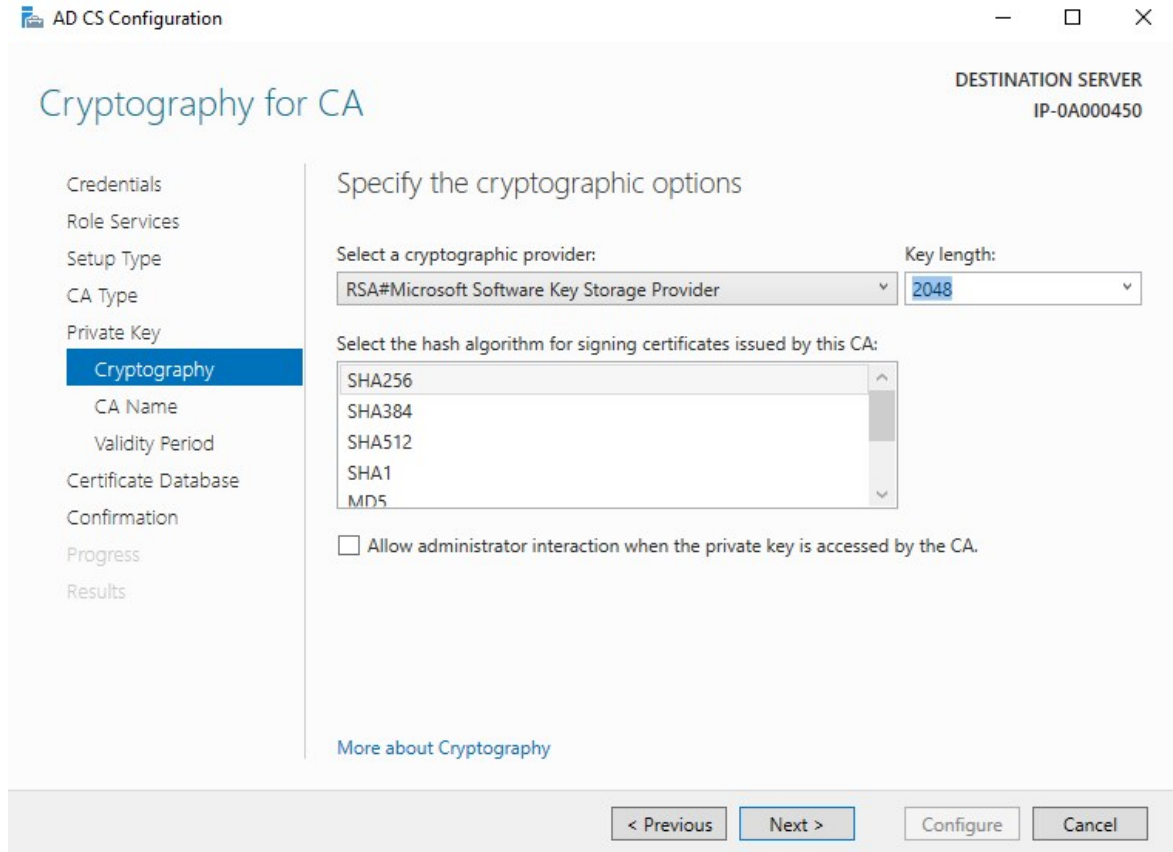 AD CS Configuration
DESTINATION SERVER
IP-0A000450
Cryptography for CA
Credentials
Role Services
Setup Type
CA Type
Private Key
Cryptography
CA Name
Validity Period
Certificate Database
Confirmation
Progress
Results
Specify the cryptographic options
Select a cryptographic provider:
Key length:
RSA#Microsoft Software Key Storage Provider
2048
Select the hash algorithm for signing certificates issued by this CA:
SHA256
SHA384
SHA512
SHA1
MD5
Allow administrator interaction when the private key is accessed by the CA.
More about Cryptography
< Previous
Next >
Configure
Cancel